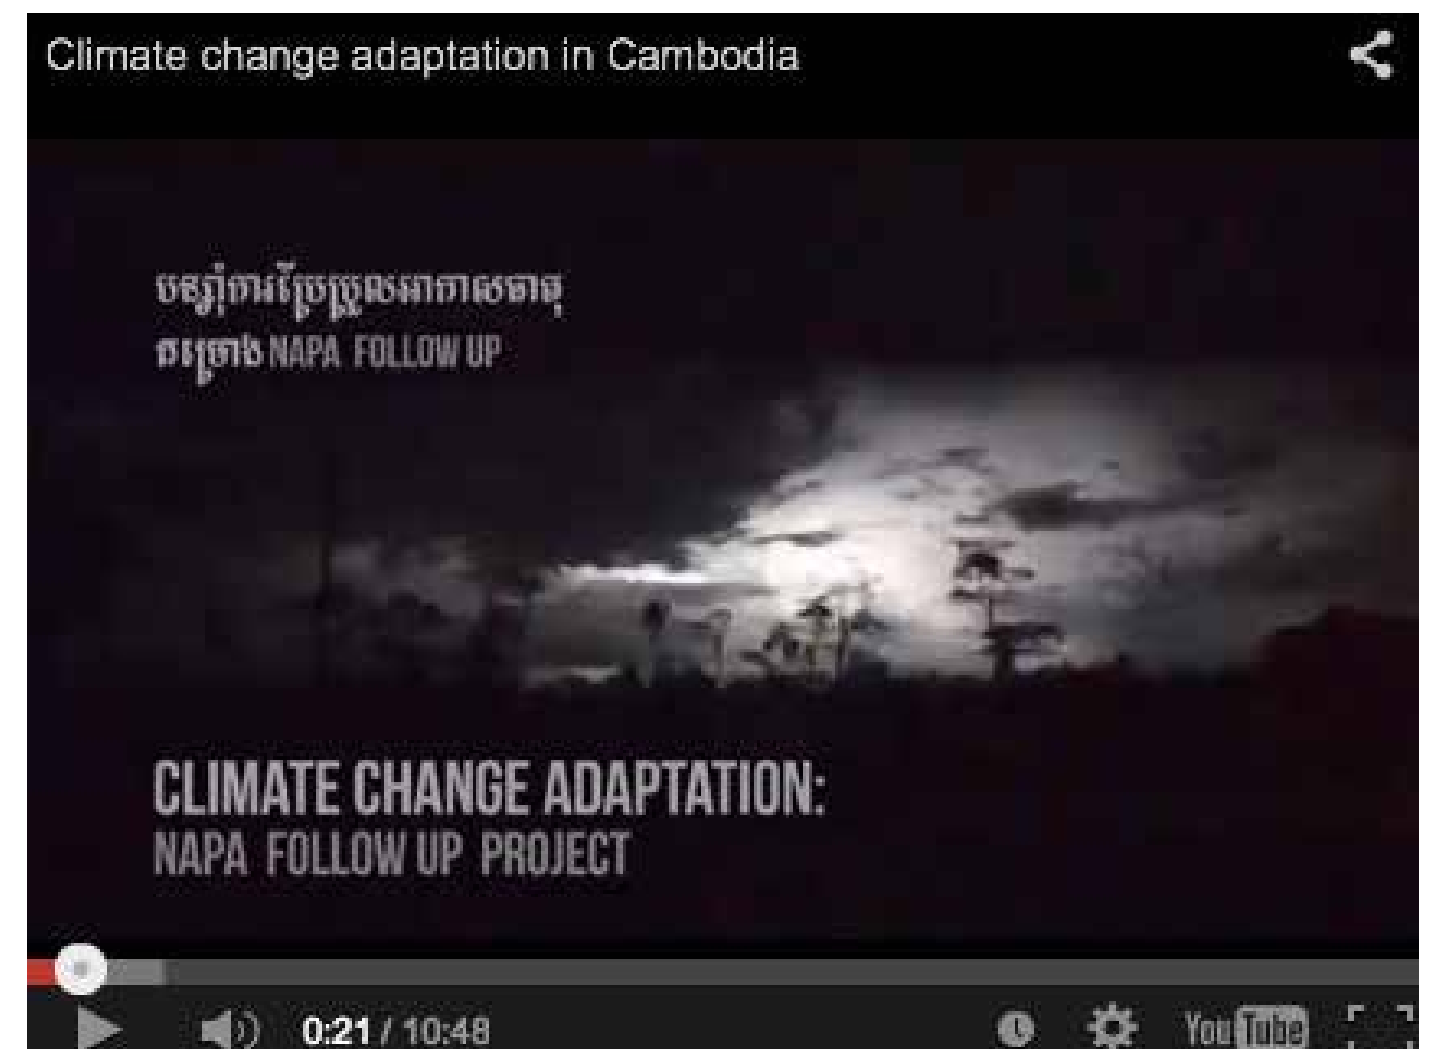 Climate change adaptation in Cambodia
បន្ស៊ាំការប្រែប្រួលអាកាសធាតុ
គម្រោង NAPA FOLLOW UP
CLIMATE CHANGE ADAPTATION:
NAPA FOLLOW UP PROJECT
0:21 / 10:48
YouTube